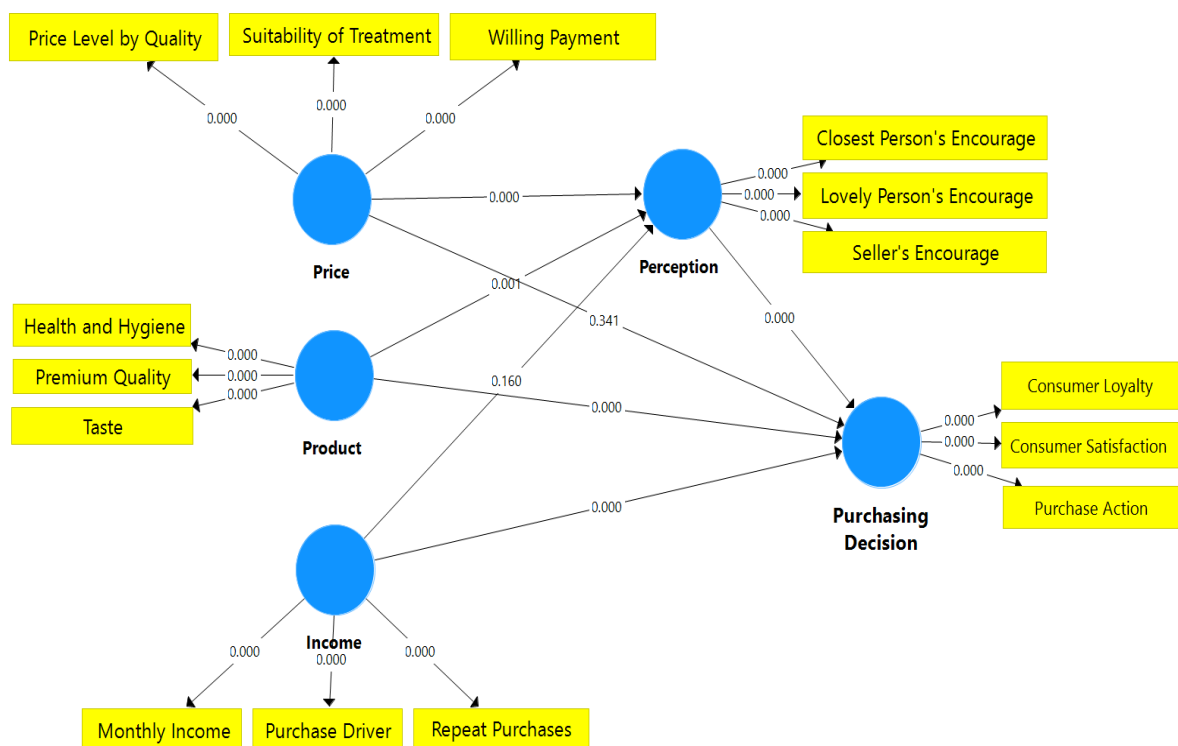 Price Level by Quality
Suitability of Treatment
Willing Payment
0.000
0.000
0.000
Price
Closest Person's Encourage
Lovely Person's Encourage
Seller's Encourage
0.000
0.000
0.000
Perception
0.000
0.001
0.341
0.000
Health and Hygiene
Premium Quality
Taste
0.000
0.000
0.000
Product
0.160
0.000
0.000
Consumer Loyalty
Consumer Satisfaction
Purchase Action
0.000
0.000
0.000
Purchasing
Decision
Income
0.000
0.000
0.000
Monthly Income
Purchase Driver
Repeat Purchases